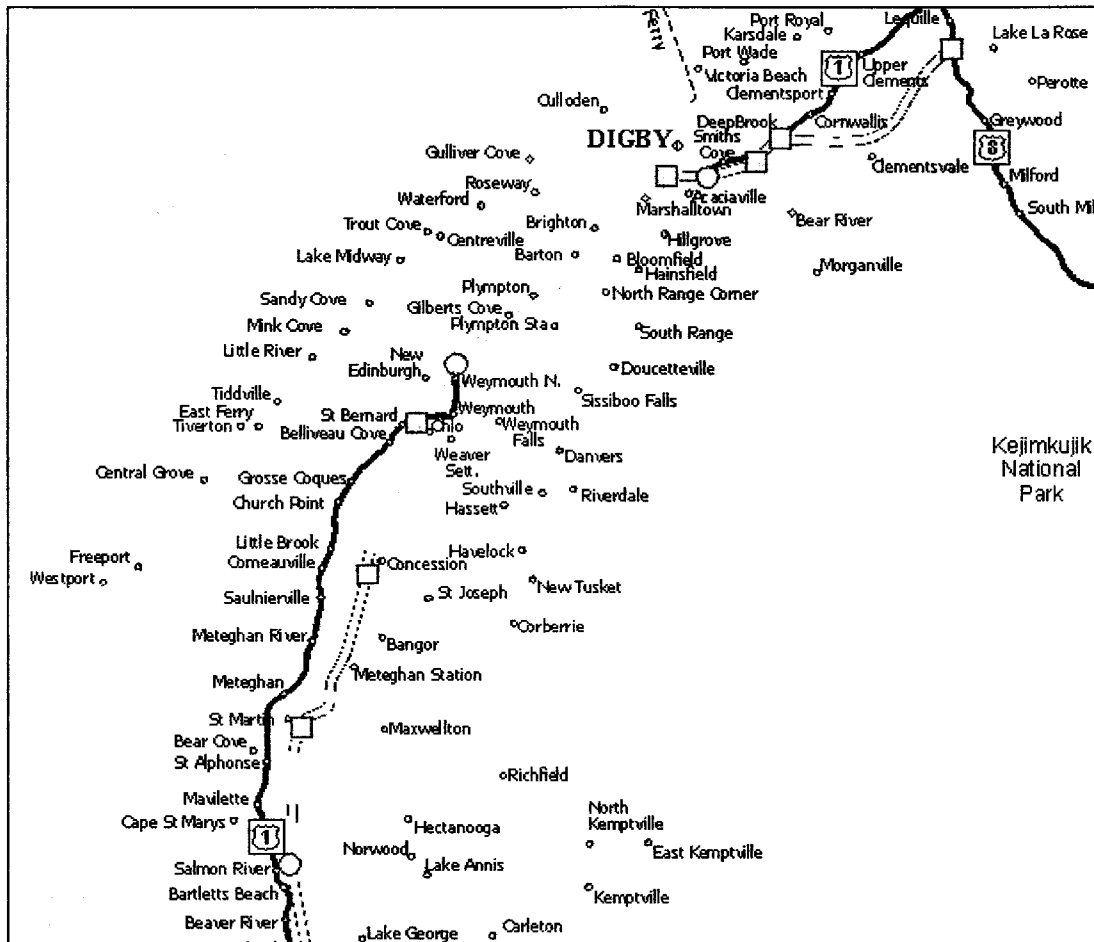 Ferry
Port Royal
Karsdale
Lequille
Lake La Rose
Port Wade
1
Upper
Clements
Victoria Beach
Clementsport
Perotte
Culloden
DeepBrook
Cornwallis
Greywood
DIGBY
Smiths
Cove
8
Gulliver Cove
Clementsvale
Roseway
Milford
Waterford
Acaciaville
Marshalltown
South Mil
Trout Cove
Brighton
Bear River
Centreville
Hillgrove
Lake Midway
Barton
Bloomfield
Hainsfield
Morganville
Plympton
North Range Corner
Sandy Cove
Gilberts Cove
Mink Cove
Plympton Sta
South Range
Little River
New
Edinburgh
Doucetteville
Weymouth N.
Tiddville
Sissiboo Falls
East Ferry
St Bernard
Weymouth
Tiverton
Ohio
Weymouth
Falls
Belliveau Cove
Weaver
Sett.
Danvers
Kejimkujik
National
Park
Central Grove
Grosse Coques
Southville
Riverdale
Church Point
Hassett
Little Brook
Havelock
Freeport
Comeauville
Concession
Westport
New Tusket
Saulnierville
St Joseph
Corberrie
Meteghan River
Bangor
Meteghan Station
Meteghan
St Martin
Maxwellton
Bear Cove
St Alphonse
Richfield
Mavilette
North
Kemptville
Cape St Marys
Hectanooga
1
Norwood
East Kemptville
Salmon River
Lake Annis
Bartletts Beach
Kemptville
Beaver River
Carleton
Lake George